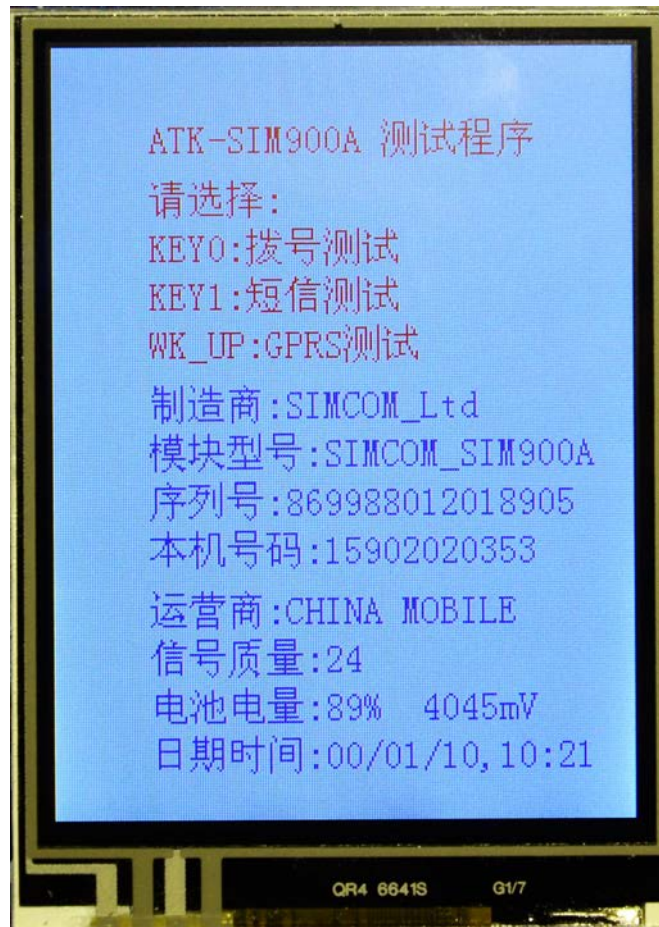 ATK-SIM900A 测试程序
请选择:
KEY0:拨号测试
KEY1:短信测试
WK_UP:GPRS测试
制造商:SIMCOM_Ltd
模块型号:SIMCOM_SIM900A
序列号:869988012018905
本机号码:15902020353
运营商:CHINA MOBILE
信号质量:24
电池电量:89% 4045mV
日期时间:00/01/10,10:21
QR4 6641S G1/7